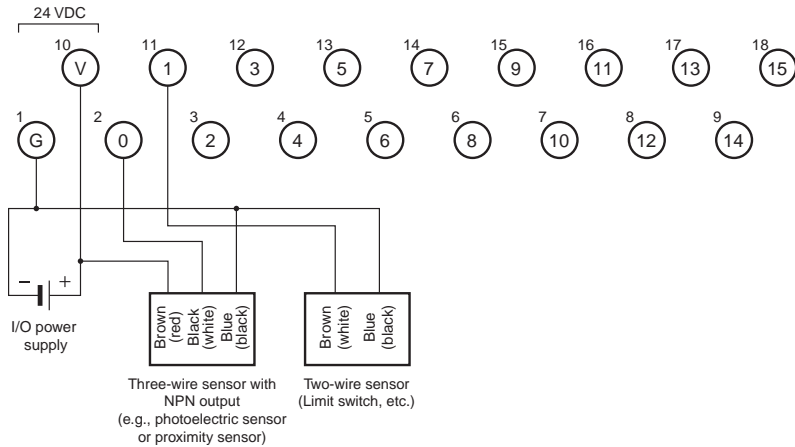 24 VDC
10 11 12 13 14 15 16 17 18
V 1 3 5 7 9 11 13 15
1 2 3 4 5 6 7 8 9
G 0 2 4 6 8 10 12 14
− +
I/O power
supply
Brown
(red)
Black
(white)
Blue
(black)
Brown
(white)
Blue
(black)
Three-wire sensor with
NPN output
(e.g., photoelectric sensor
or proximity sensor)
Two-wire sensor
(Limit switch, etc.)